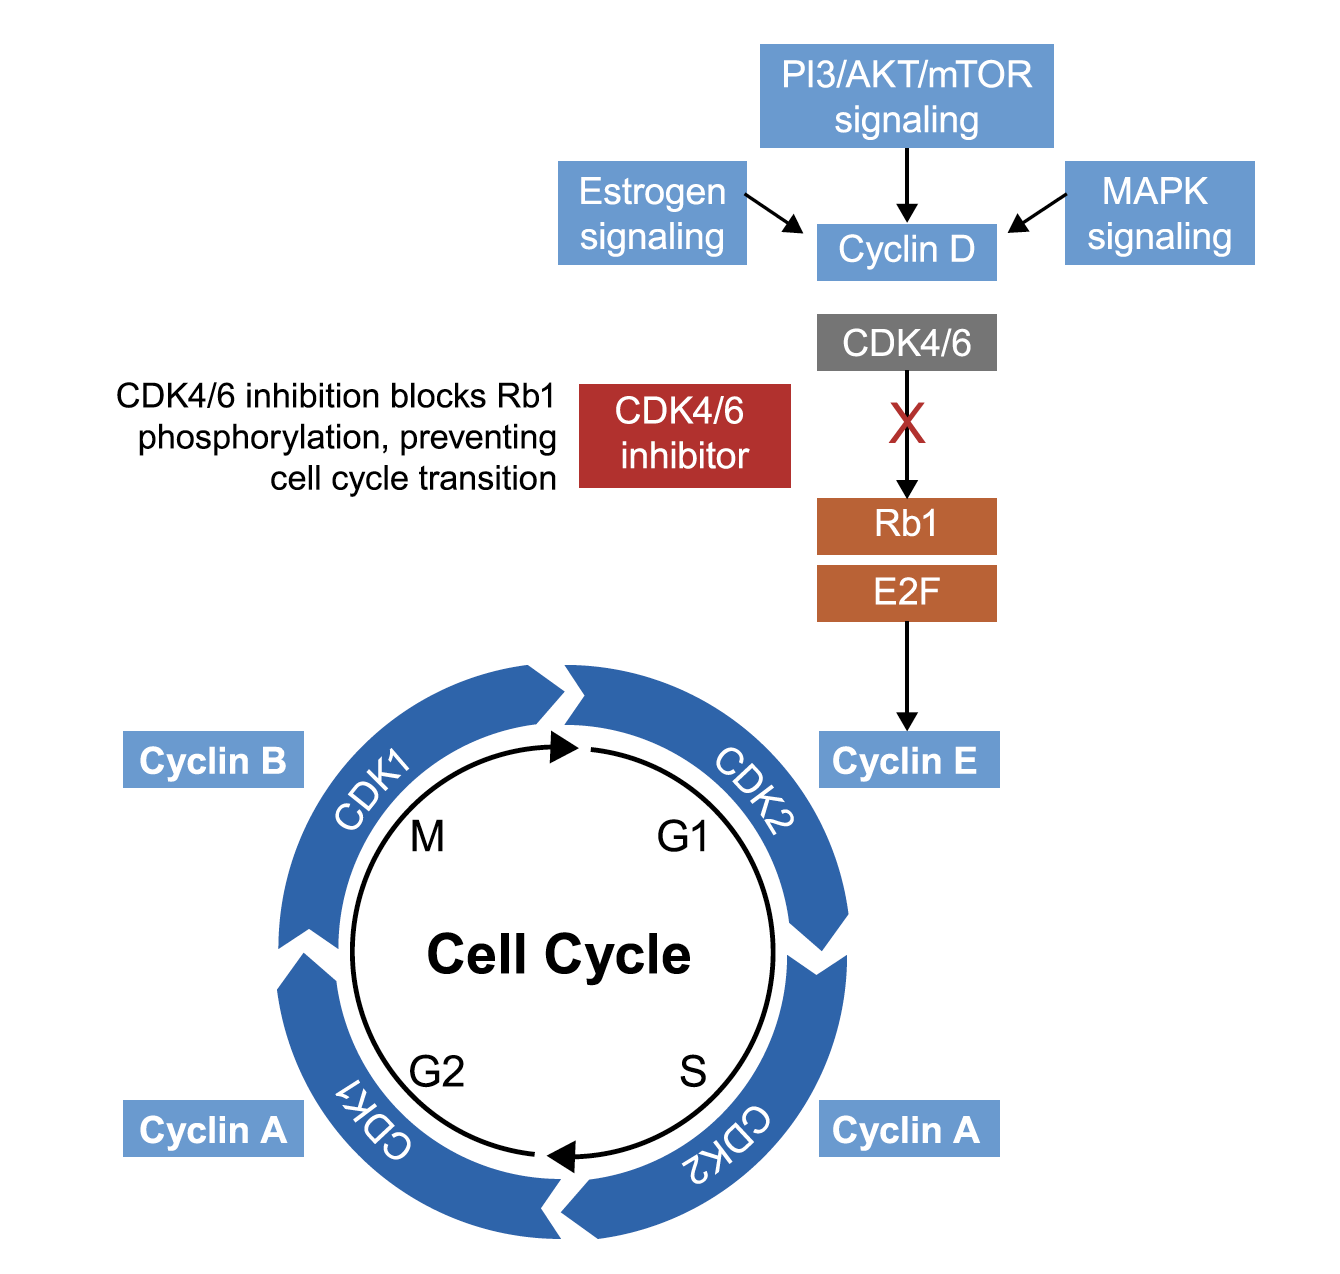 PI3/AKT/mTOR
signaling
Estrogen
signaling
MAPK
signaling
Cyclin D
CDK4/6
CDK4/6 inhibition blocks Rb1
phosphorylation, preventing
cell cycle transition
CDK4/6
inhibitor
X
Rb1
E2F
Cyclin B
CDK1
CDK2
Cyclin E
M
G1
Cell Cycle
G2
S
Cyclin A
CDK1
CDK2
Cyclin A